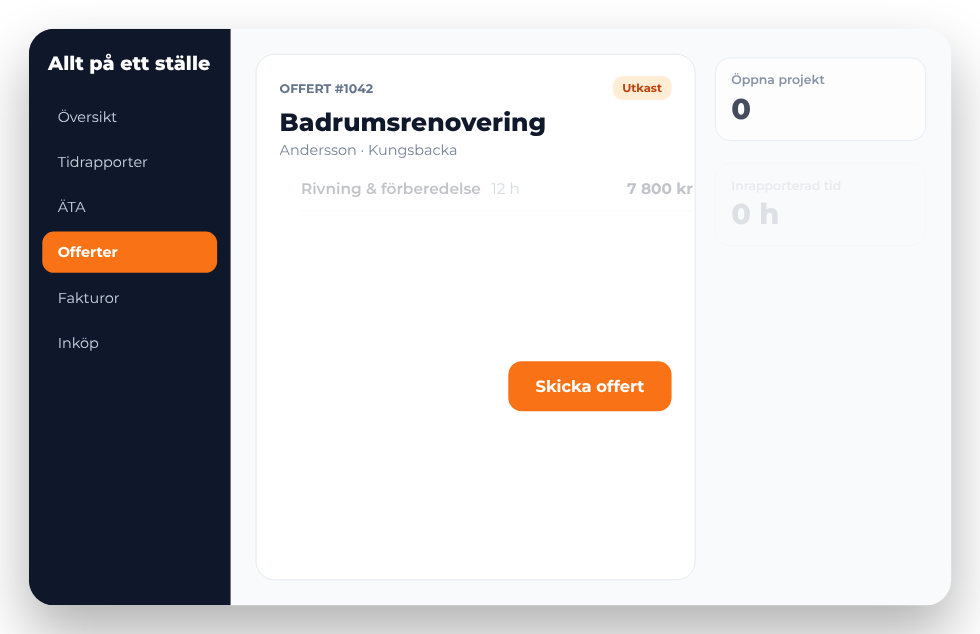 Allt på ett ställe
Översikt
Tidrapporter
ÄTA
Offerter
Fakturor
Inköp
OFFERT #1042
Utkast
Badrumsrenovering
Andersson · Kungsbacka
Rivning & förberedelse 12 h 7 800 kr
Skicka offert
Öppna projekt
0
Inrapporterad tid
0 h